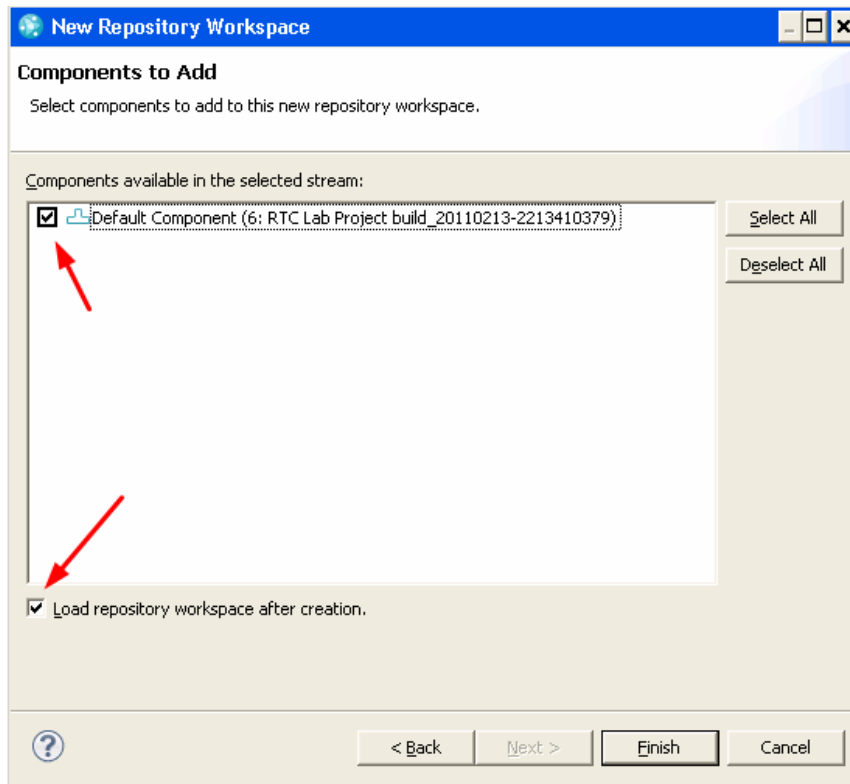 New Repository Workspace
Components to Add
Select components to add to this new repository workspace.
Components available in the selected stream:
Default Component (6: RTC Lab Project build_20110213-2213410379)
Select All
Deselect All
Load repository workspace after creation.
?
< Back
Next >
Finish
Cancel